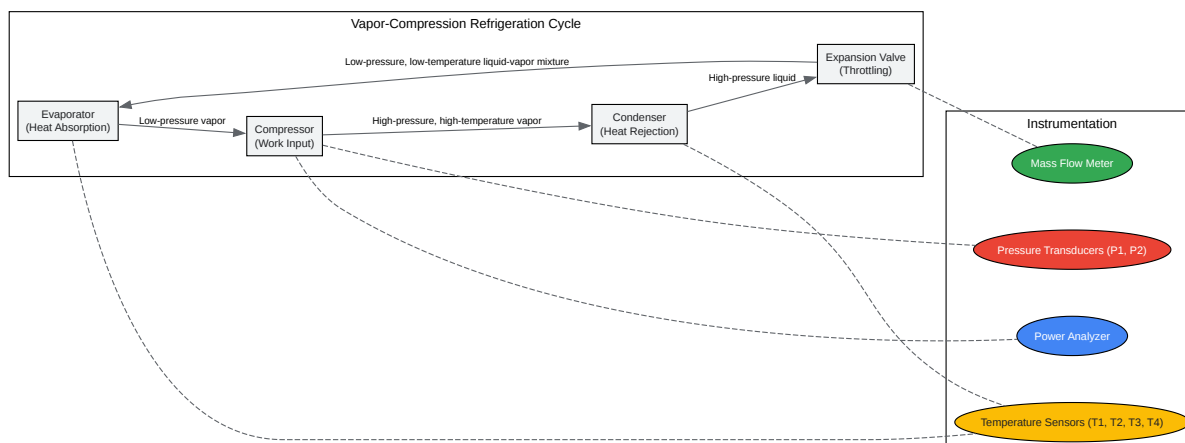 Vapor-Compression Refrigeration Cycle
Low-pressure, low-temperature liquid-vapor mixture
Expansion Valve
(Throttling)
High-pressure liquid
Evaporator
(Heat Absorption)
Low-pressure vapor
Compressor
(Work Input)
High-pressure, high-temperature vapor
Condenser
(Heat Rejection)
Instrumentation
Mass Flow Meter
Pressure Transducers (P1, P2)
Power Analyzer
Temperature Sensors (T1, T2, T3, T4)